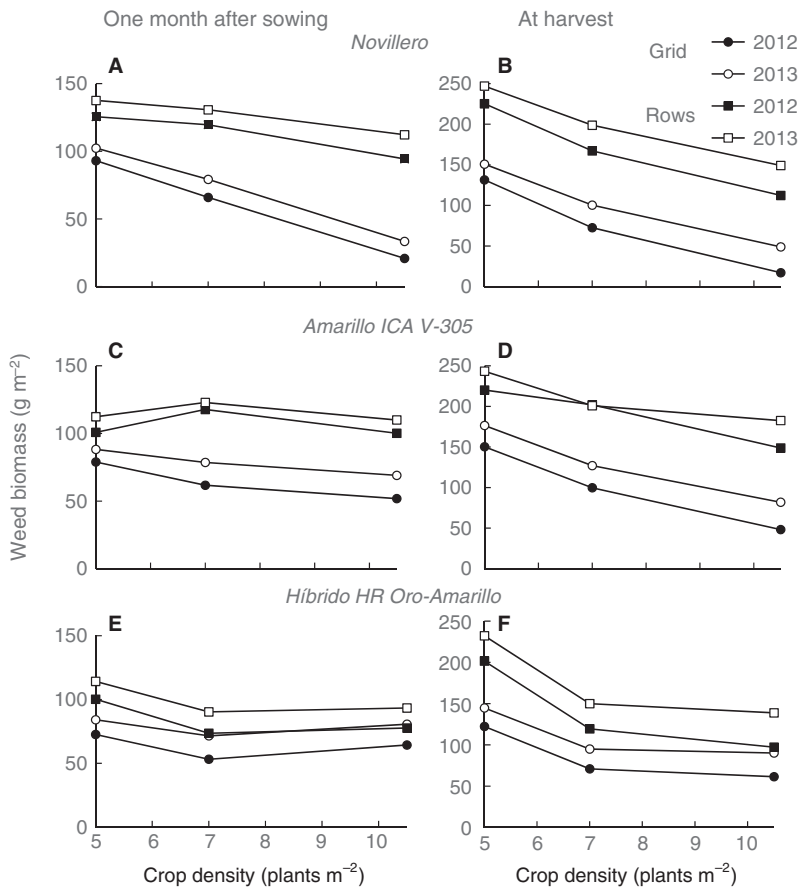 One month after sowing
At harvest
Novillero
Grid
2012
2013
Rows
2012
2013
A
150
100
50
0
B
250
200
150
100
50
0
Amarillo ICA V-305
Weed biomass (g m⁻²)
C
150
100
50
0
D
250
200
150
100
50
0
Híbrido HR Oro-Amarillo
E
150
100
50
0
5 6 7 8 9 10
Crop density (plants m⁻²)
F
250
200
150
100
50
0
5 6 7 8 9 10
Crop density (plants m⁻²)